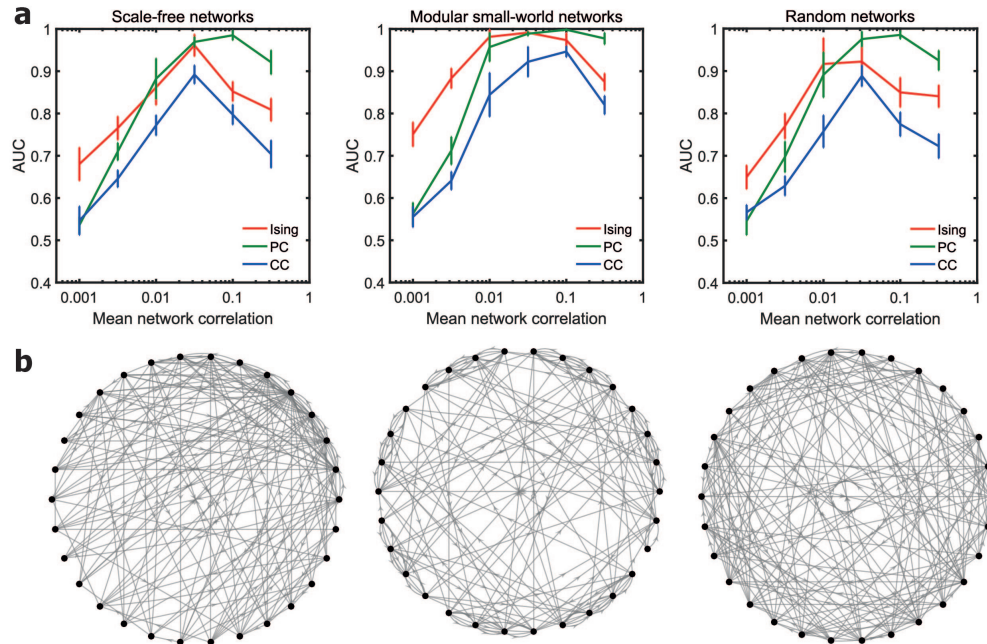 a
Scale-free networks
Modular small-world networks
Random networks
AUC
1
0.9
0.8
0.7
0.6
0.5
0.4
Ising
PC
CC
0.001
0.01
0.1
1
Mean network correlation
AUC
1
0.9
0.8
0.7
0.6
0.5
0.4
Ising
PC
CC
0.001
0.01
0.1
1
Mean network correlation
AUC
1
0.9
0.8
0.7
0.6
0.5
0.4
Ising
PC
CC
0.001
0.01
0.1
1
Mean network correlation
b